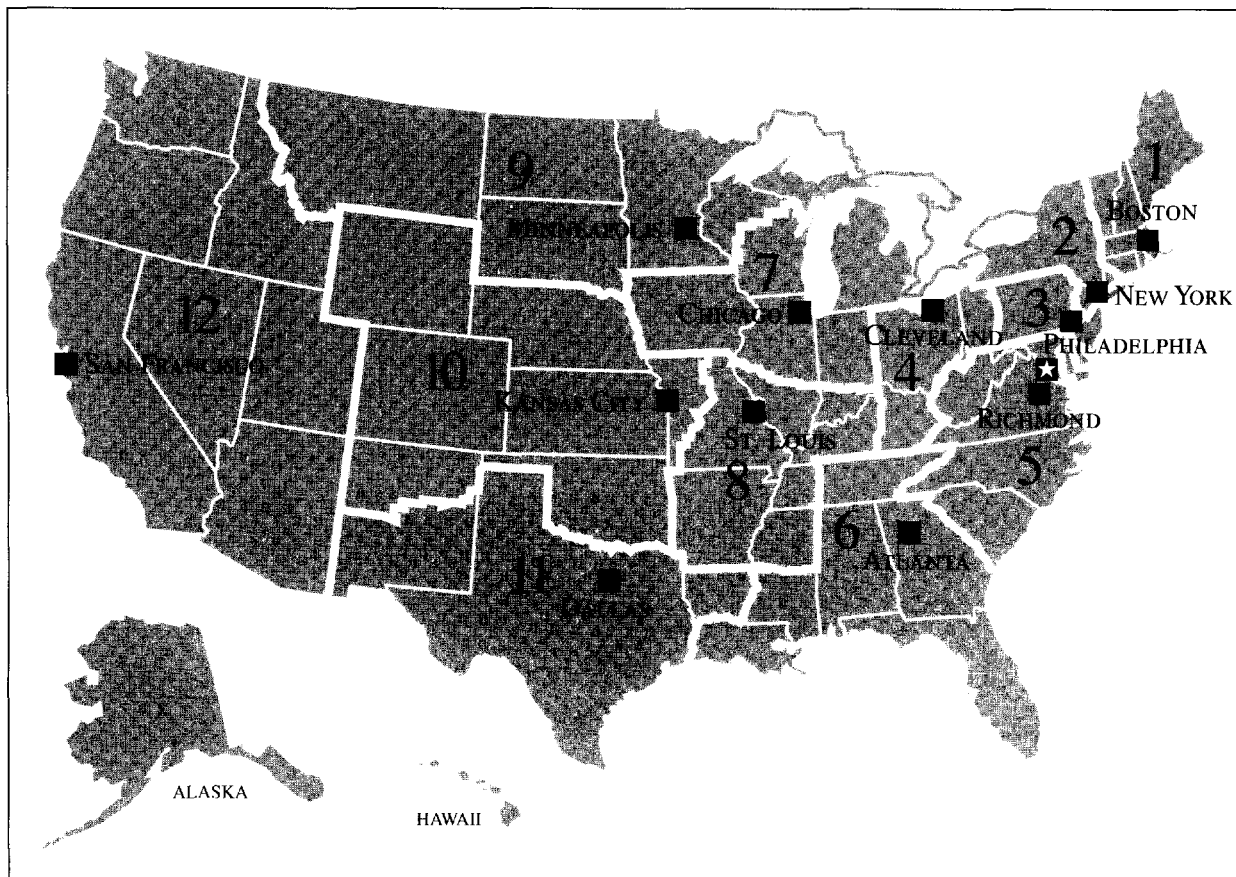 1
BOSTON
9
2
MINNEAPOLIS
7
NEW YORK
12
CHICAGO
3
CLEVELAND
PHILADELPHIA
SAN FRANCISCO
10
4
KANSAS CITY
RICHMOND
ST. LOUIS
5
8
6
ATLANTA
11
DALLAS
ALASKA
HAWAII